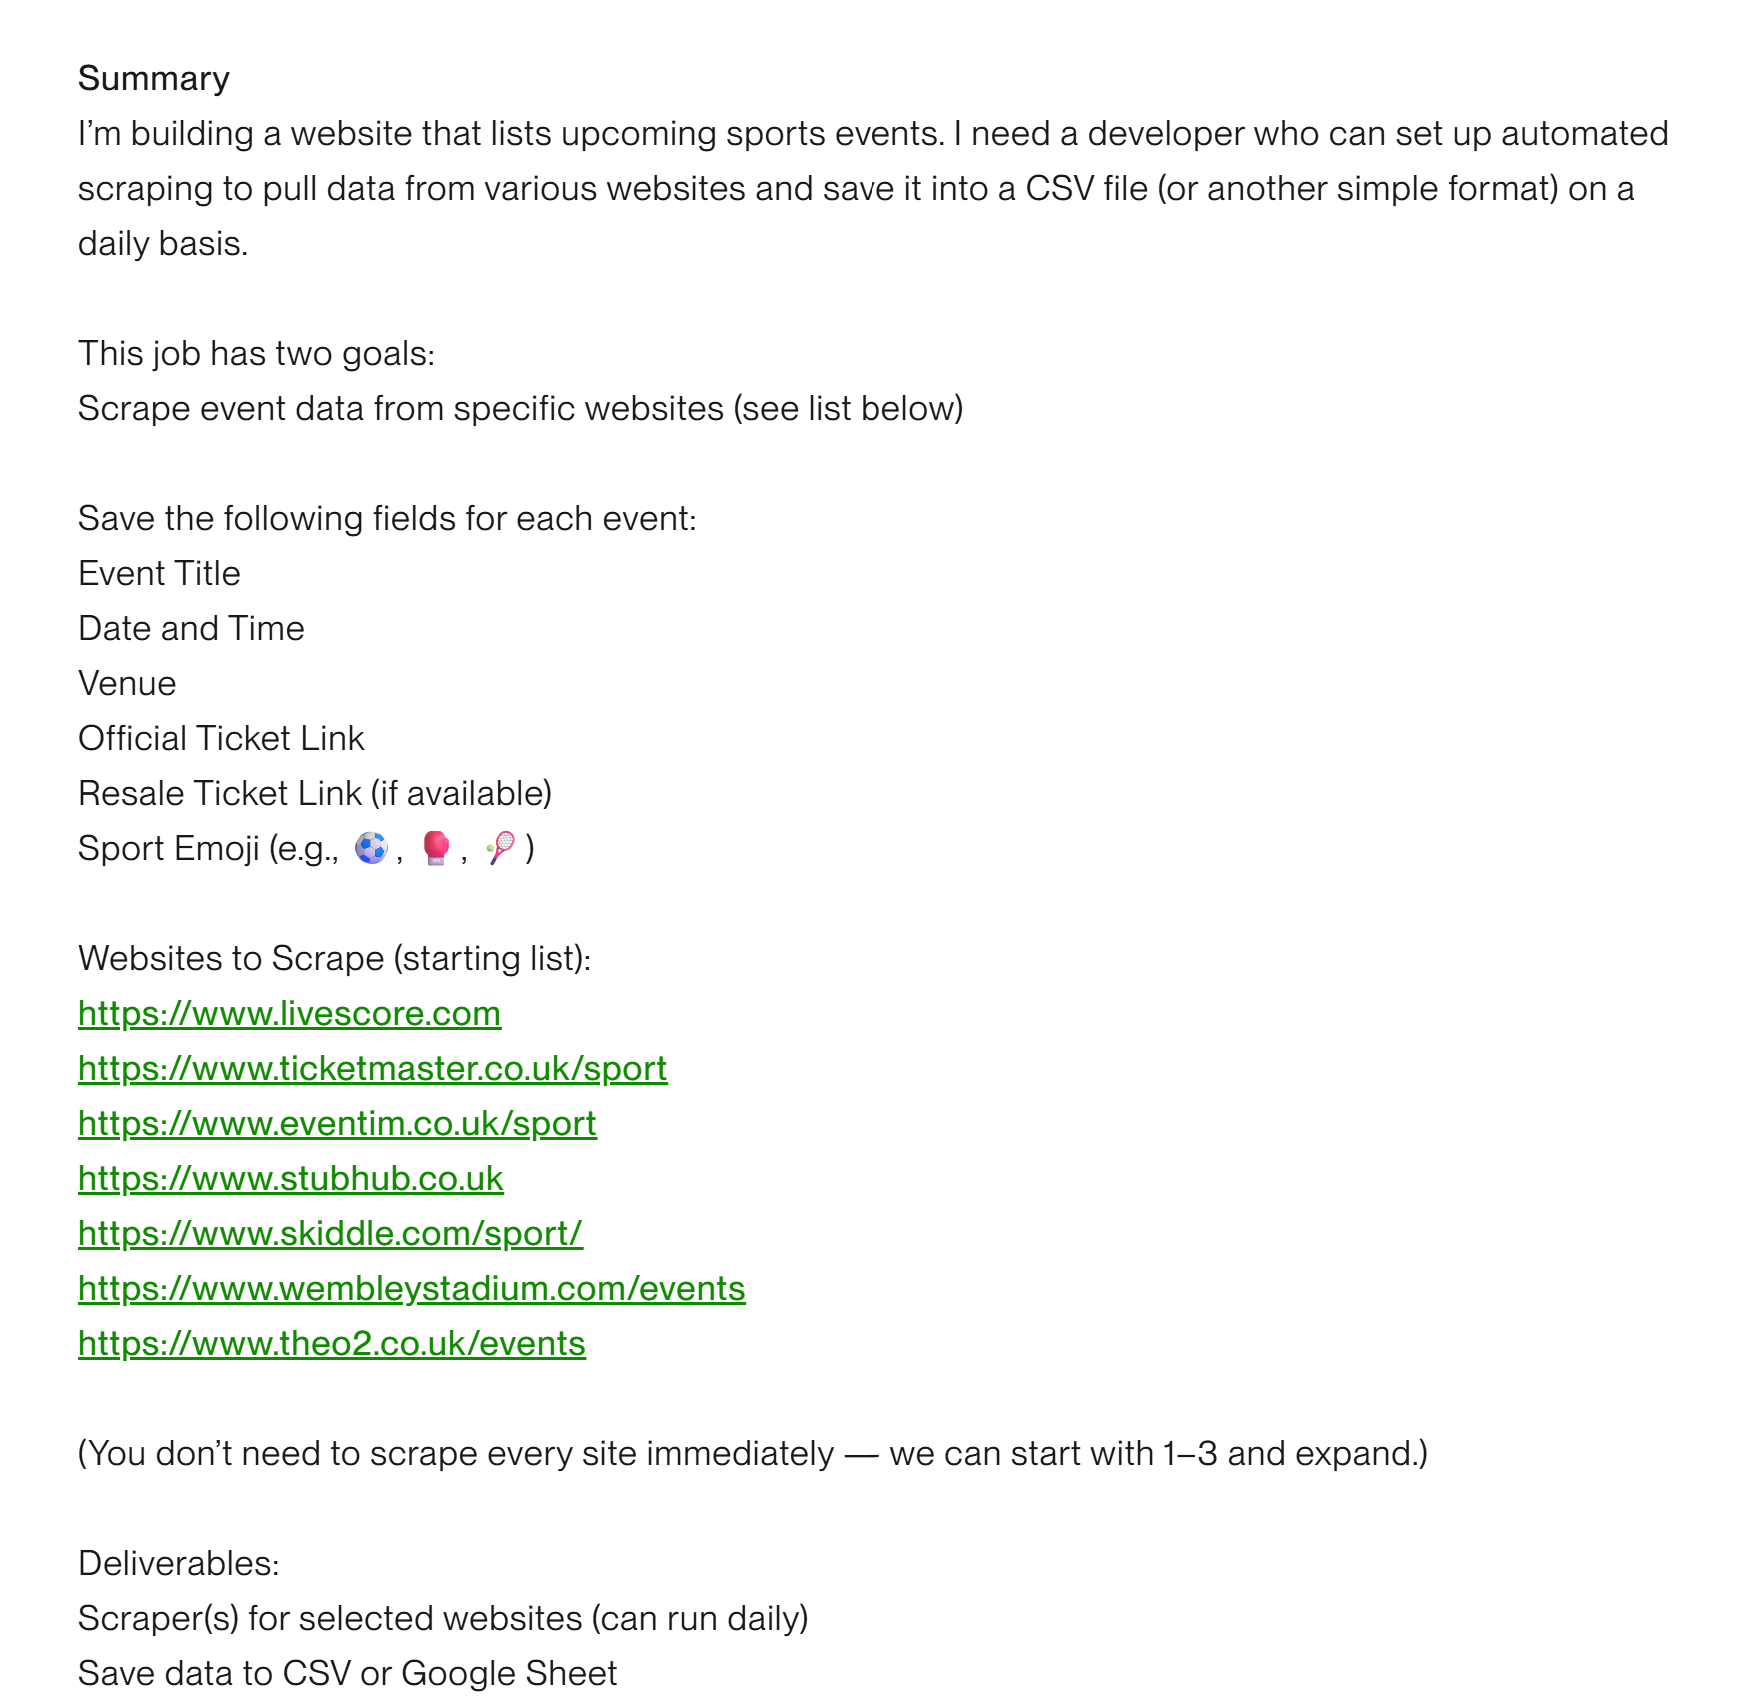 Summary
I’m building a website that lists upcoming sports events. I need a developer who can set up automated
scraping to pull data from various websites and save it into a CSV file (or another simple format) on a
daily basis.
This job has two goals:
Scrape event data from specific websites (see list below)
Save the following fields for each event:
Event Title
Date and Time
Venue
Official Ticket Link
Resale Ticket Link (if available)
Sport Emoji (e.g., ⚽, 🥊, 🎾)
Websites to Scrape (starting list):
https://www.livescore.com
https://www.ticketmaster.co.uk/sport
https://www.eventim.co.uk/sport
https://www.stubhub.co.uk
https://www.skiddle.com/sport/
https://www.wembleystadium.com/events
https://www.theo2.co.uk/events
(You don’t need to scrape every site immediately — we can start with 1–3 and expand.)
Deliverables:
Scraper(s) for selected websites (can run daily)
Save data to CSV or Google Sheet